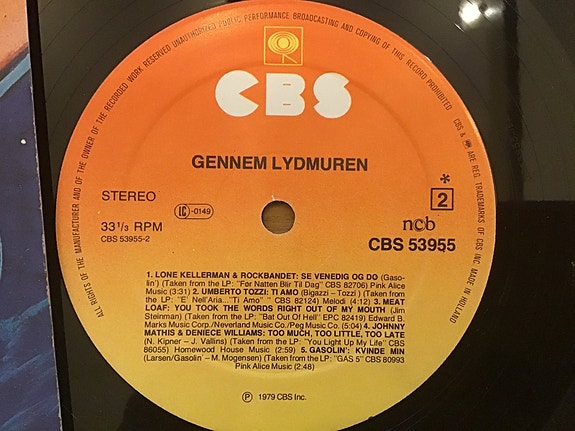 ALL RIGHTS OF THE MANUFACTURER AND OF THE OWNER OF THE RECORDED WORK RESERVED UNAUTHORIZED PUBLIC PERFORMANCE BROADCASTING AND COPYING OF THIS RECORD PROHIBITED CBS & ARE REG. TRADEMARKS OF CBS INC. MADE IN HOLLAND
CBS
GENNEM LYDMUREN
STEREO
LC -0149
*
2
33 1/3 RPM
CBS 53955-2
ncb
CBS 53955
1. LONE KELLERMAN & ROCKBANDET: SE VENEDIG OG DO (Gaso-
lin') (Taken from the LP: "Før Natten Blir Til Dag" CBS 82706) Pink Alice
Music (3:31) 2. UMBERTO TOZZI: TI AMO (Bigazzi – Tozzi) (Taken from
the LP: "E' Nell'Aria..."Ti Amo" " CBS 82124) Melodi (4:12) 3. MEAT
LOAF: YOU TOOK THE WORDS RIGHT OUT OF MY MOUTH (Jim
Steinman) (Taken from the LP: "Bat Out Of Hell" EPC 82419) Edward B.
Marks Music Corp./Neverland Music Co./Peg Music Co. (5:04) 4. JOHNNY
MATHIS & DENIECE WILLIAMS: TOO MUCH, TOO LITTLE, TOO LATE
(N. Kipner – J. Vallins) (Taken from the LP: "You Light Up My Life" CBS
86055) Homewood House Music (2:59) 5. GASOLIN': KVINDE MIN
(Larsen/Gasolin' – M. Mogensen) (Taken from the LP: "GAS 5" CBS 80993
Pink Alice Music (2:48)
Ⓟ 1979 CBS Inc.